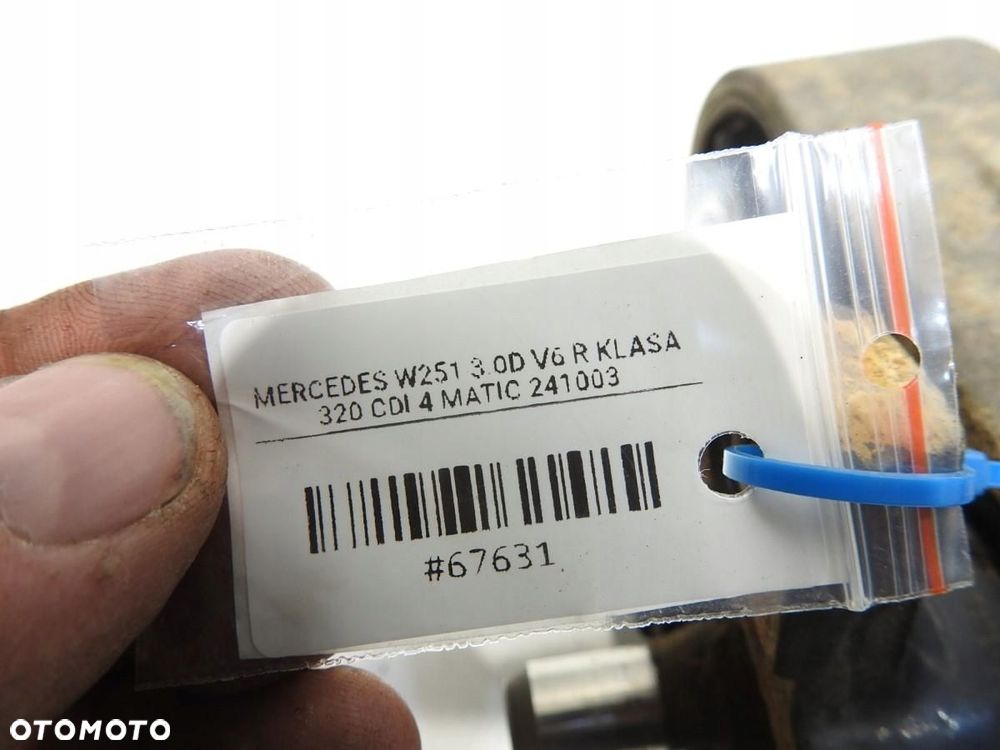 MERCEDES W251 3.0D V6 R KLASA
320 CDI 4 MATIC 241003
#67631
OTOMOTO